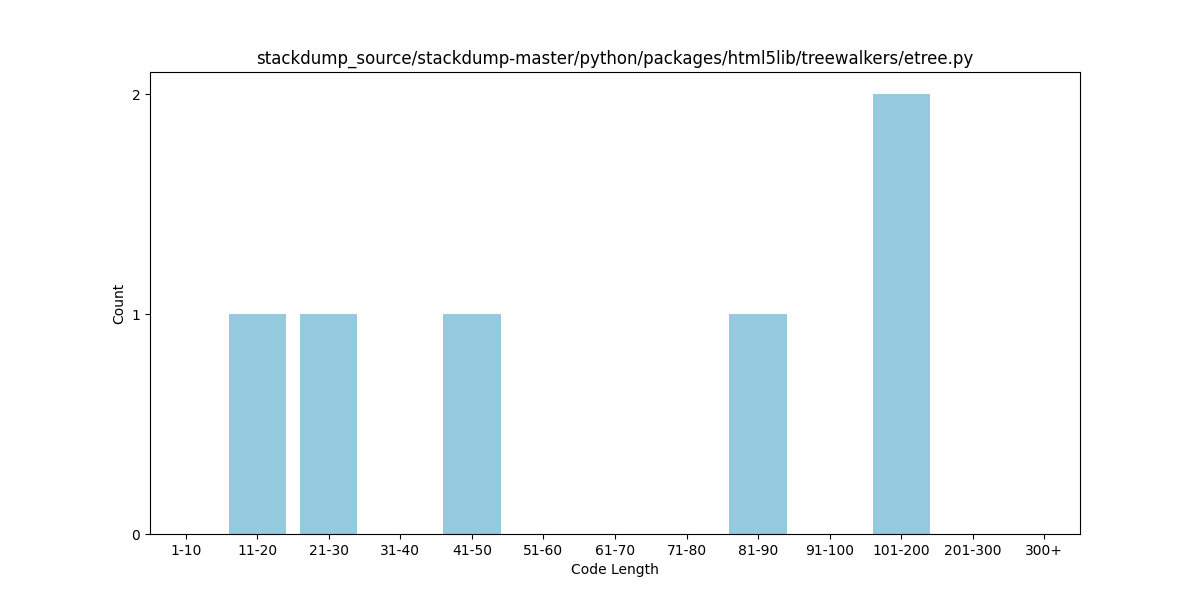 stackdump_source/stackdump-master/python/packages/html5lib/treewalkers/etree.py
2
1
0
Count
1-10 11-20 21-30 31-40 41-50 51-60 61-70 71-80 81-90 91-100 101-200 201-300 300+
Code Length